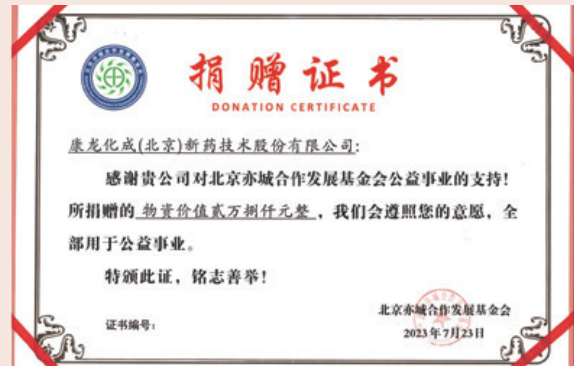 捐赠证书
DONATION CERTIFICATE
康龙化成(北京)新药技术股份有限公司:
感谢贵公司对北京亦城合作发展基金会公益事业的支持!
所捐赠的 物资价值贰万捌仟元整 ，我们会遵照您的意愿，全
部用于公益事业。
特颁此证，铭志善举!
北京亦城合作发展基金会
证书编号:
2023年7月23日